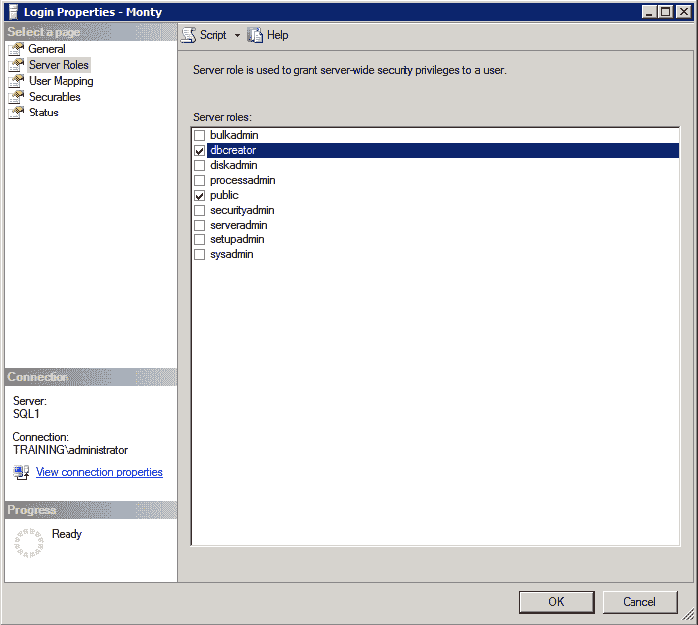 Login Properties - Monty
Select a page
General
Server Roles
User Mapping
Securables
Status
Script Help
Server role is used to grant server-wide security privileges to a user.
Server roles:
bulkadmin
dbcreator
diskadmin
processadmin
public
securityadmin
serveradmin
setupadmin
sysadmin
Connection
Server:
SQL1
Connection:
TRAINING\administrator
View connection properties
Progress
Ready
OK Cancel